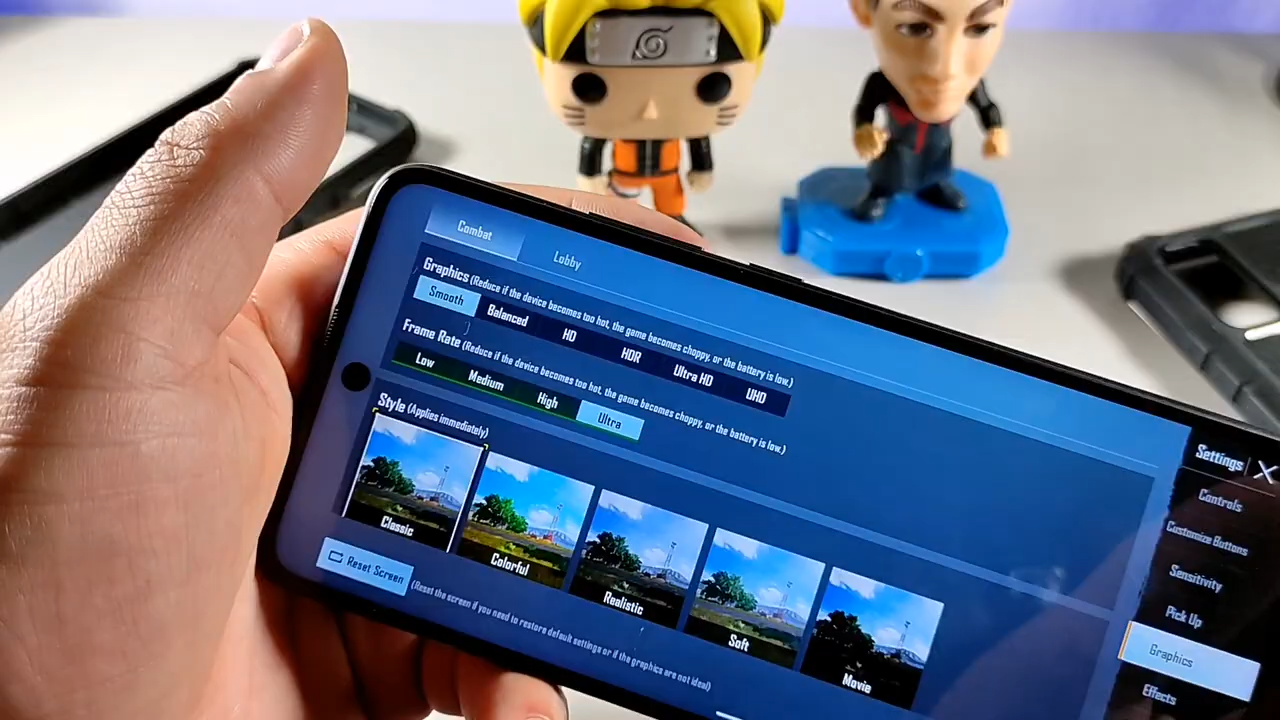 Combat
Lobby
Graphics (Reduce if the device becomes too hot, the game becomes choppy, or the battery is low.)
Smooth
Balanced
HD
HDR
Ultra HD
UHD
Frame Rate (Reduce if the device becomes too hot, the game becomes choppy, or the battery is low.)
Low
Medium
High
Ultra
Style (Applies immediately)
Classic
Colorful
Realistic
Soft
Movie
Reset Screen
(Reset the screen if you need to restore default settings or if the graphics are not ideal)
Settings
Controls
Customize Buttons
Sensitivity
Pick Up
Graphics
Effects